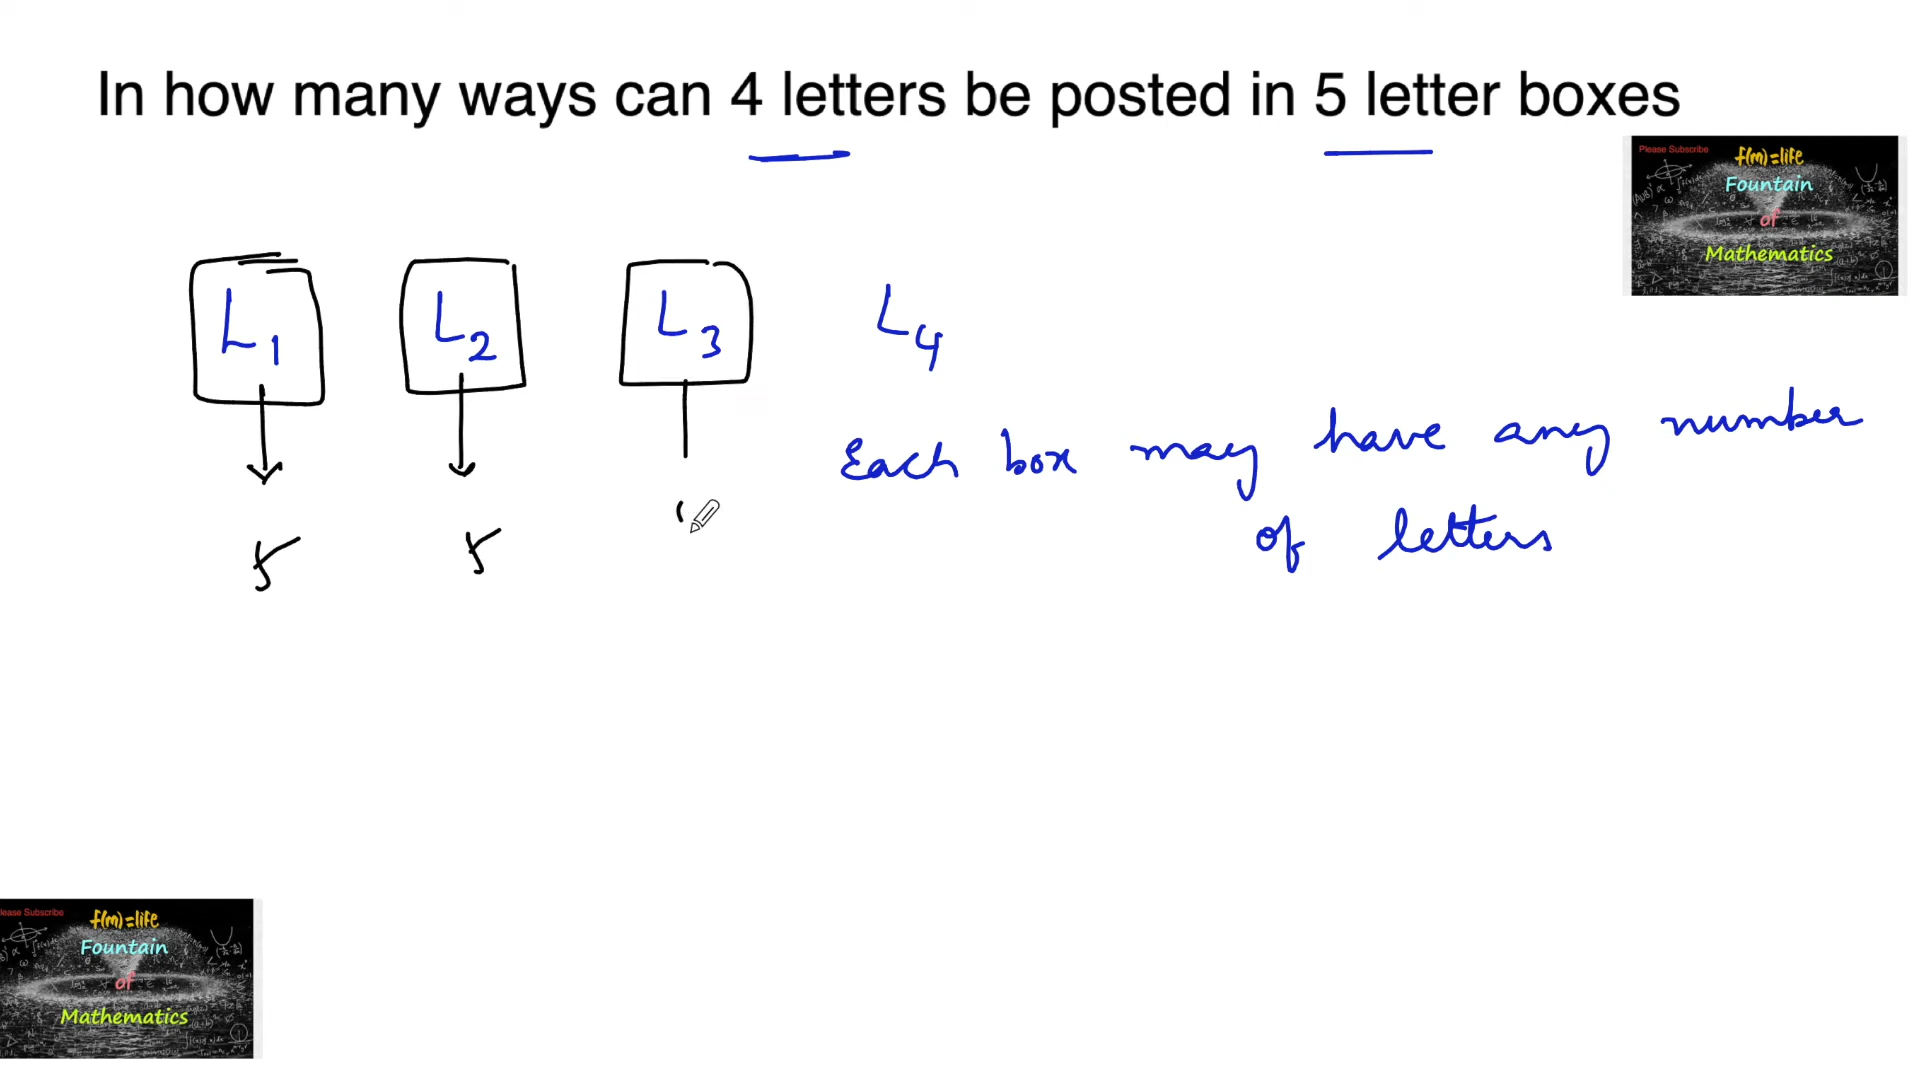 In how many ways can 4 letters be posted in 5 letter boxes
Please Subscribe
f(m)=life
Fountain
of
Mathematics
L1 L2 L3 L4
Each box may have any number
of letters
5 5
lease Subscribe
f(m)=life
Fountain
of
Mathematics